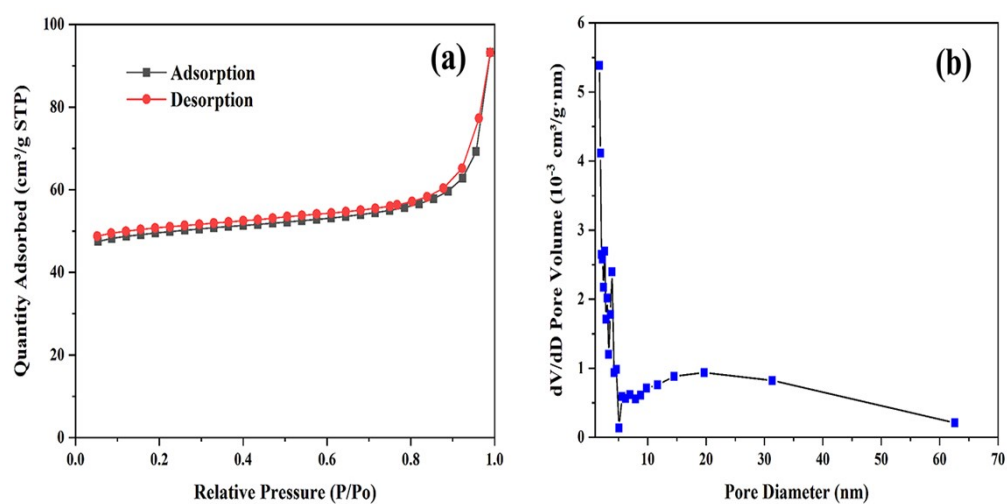 (a)
Adsorption
Desorption
Quantity Adsorbed (cm³/g STP)
100
80
60
40
20
0
0.0 0.2 0.4 0.6 0.8 1.0
Relative Pressure (P/Po)
(b)
dV/dD Pore Volume (10⁻³ cm³/g·nm)
6
5
4
3
2
1
0
10 20 30 40 50 60 70
Pore Diameter (nm)